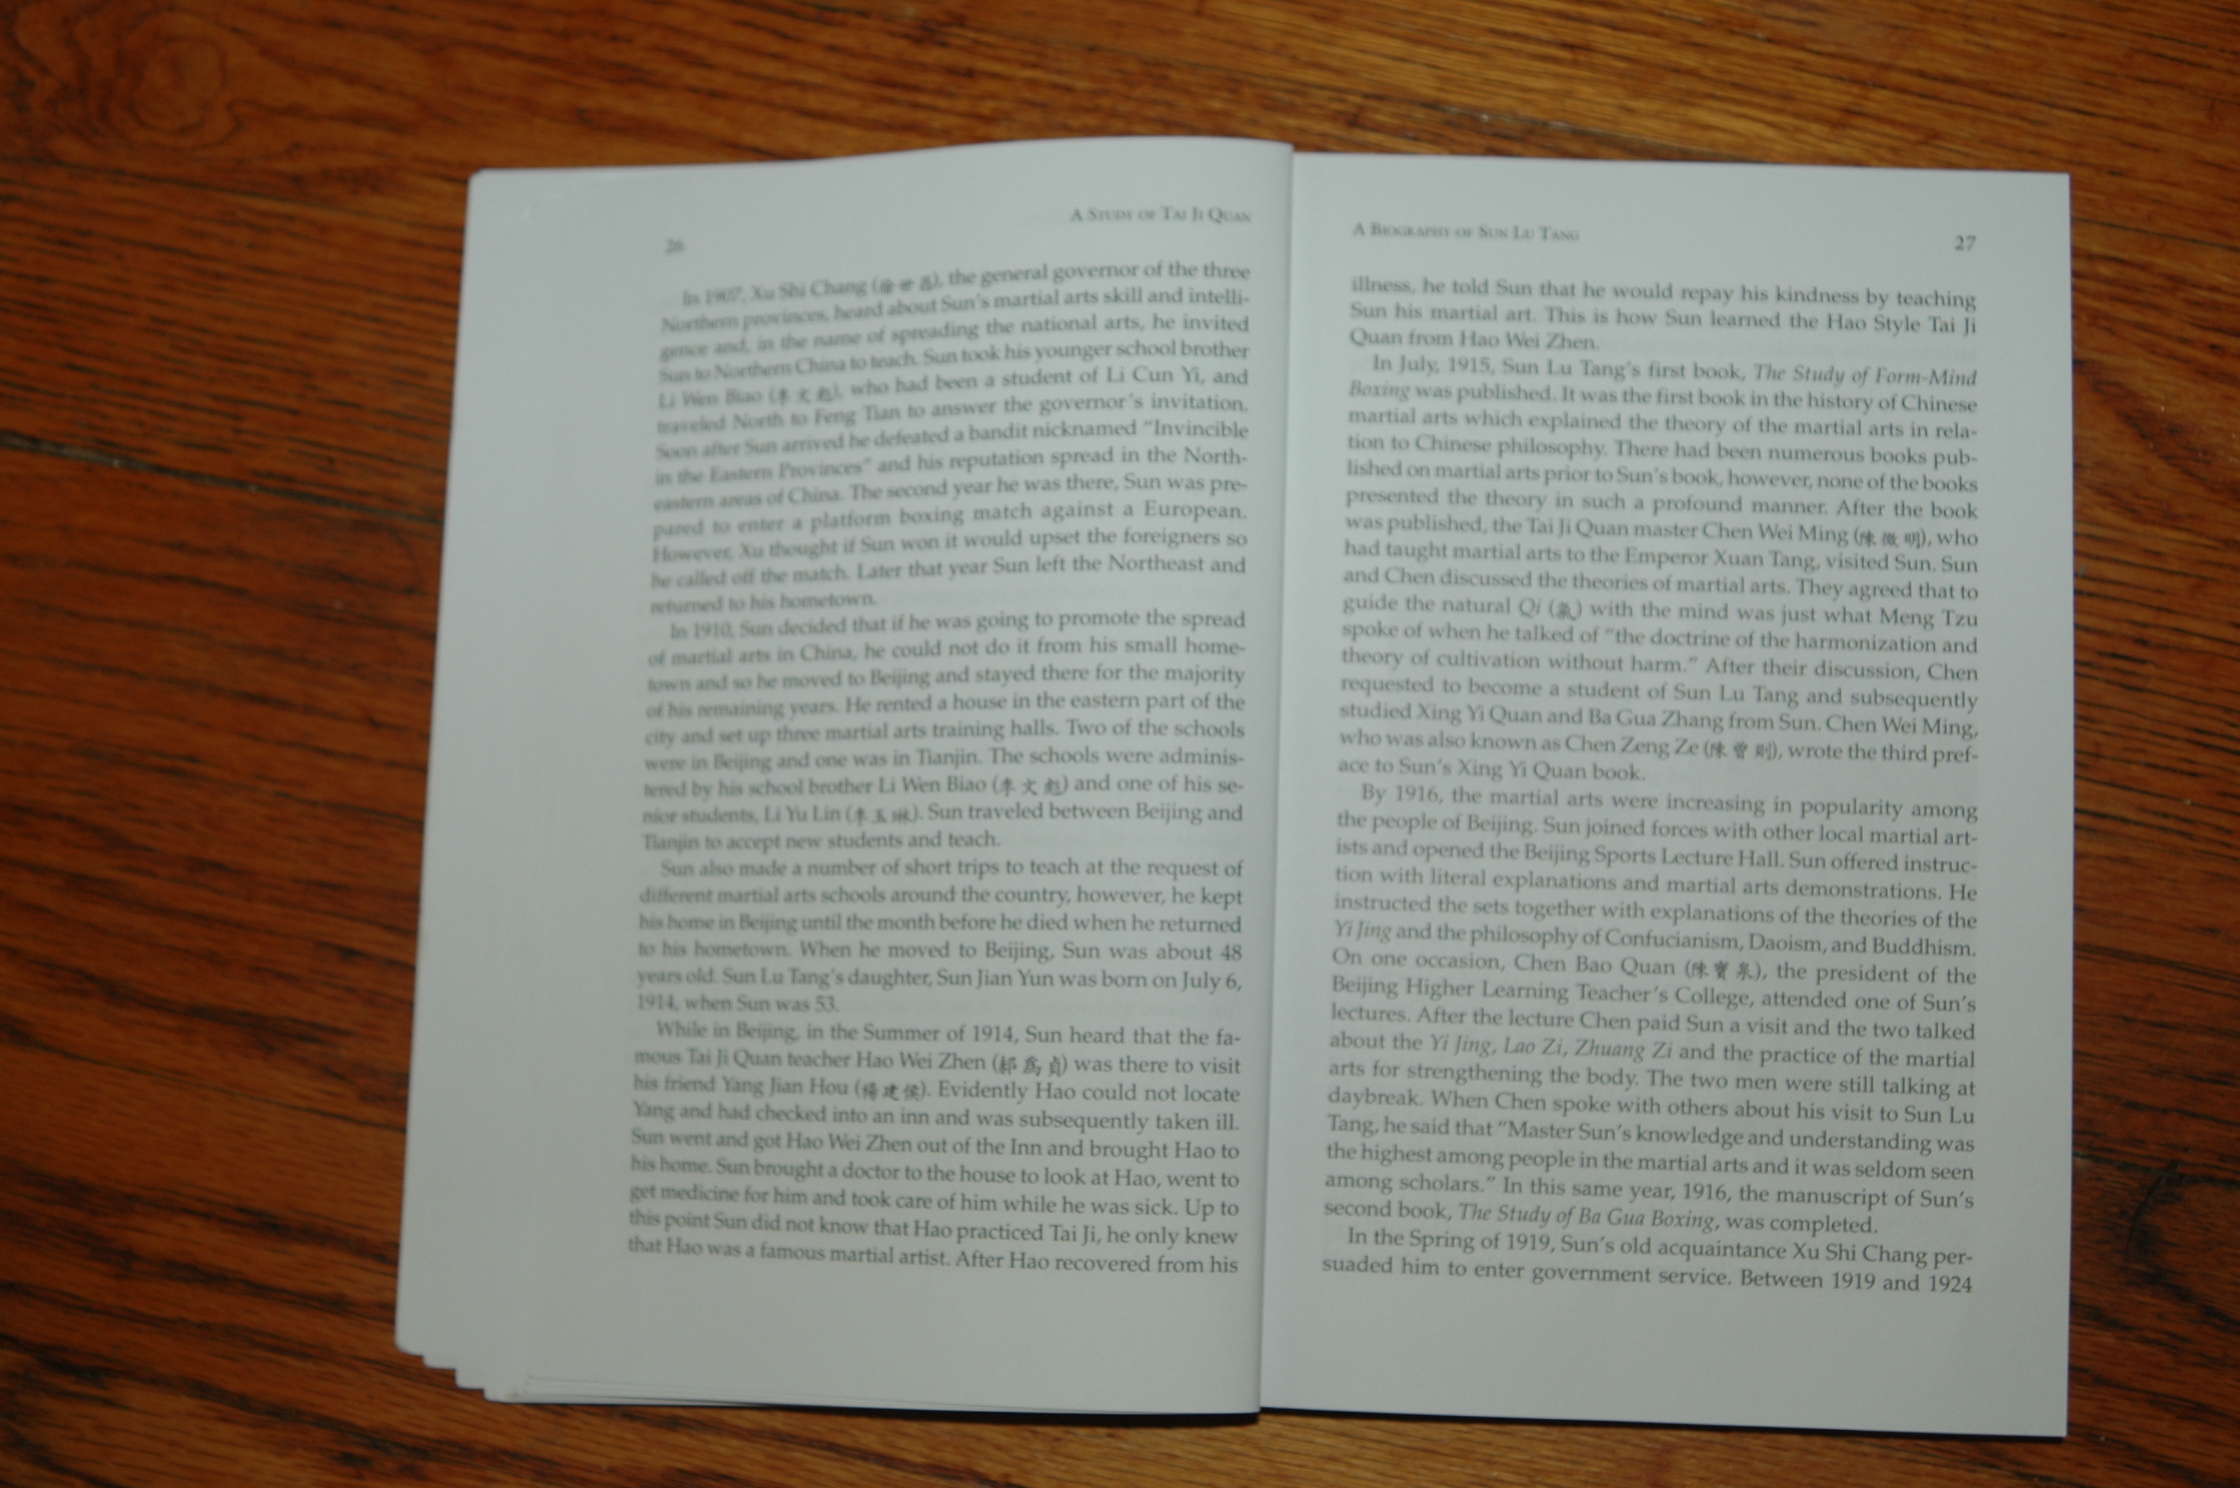 A Study of Tai Ji Quan
26
In 1907, Xu Shi Chang (徐世昌), the general governor of the three
Northern provinces, heard about Sun's martial arts skill and intelli-
gence and, in the name of spreading the national arts, he invited
Sun to Northern China to teach. Sun took his younger school brother
Li Wen Biao (李文彪), who had been a student of Li Cun Yi, and
traveled North to Feng Tian to answer the governor's invitation.
Soon after Sun arrived he defeated a bandit nicknamed "Invincible
in the Eastern Provinces" and his reputation spread in the North-
eastern areas of China. The second year he was there, Sun was pre-
pared to enter a platform boxing match against a European.
However, Xu thought if Sun won it would upset the foreigners so
he called off the match. Later that year Sun left the Northeast and
returned to his hometown.
In 1910, Sun decided that if he was going to promote the spread
of martial arts in China, he could not do it from his small home-
town and so he moved to Beijing and stayed there for the majority
of his remaining years. He rented a house in the eastern part of the
city and set up three martial arts training halls. Two of the schools
were in Beijing and one was in Tianjin. The schools were adminis-
tered by his school brother Li Wen Biao (李文彪) and one of his se-
nior students, Li Yu Lin (李玉琳). Sun traveled between Beijing and
Tianjin to accept new students and teach.
Sun also made a number of short trips to teach at the request of
different martial arts schools around the country, however, he kept
his home in Beijing until the month before he died when he returned
to his hometown. When he moved to Beijing, Sun was about 48
years old. Sun Lu Tang's daughter, Sun Jian Yun was born on July 6,
1914, when Sun was 53.
While in Beijing, in the Summer of 1914, Sun heard that the fa-
mous Tai Ji Quan teacher Hao Wei Zhen (郝為貞) was there to visit
his friend Yang Jian Hou (楊建侯). Evidently Hao could not locate
Yang and had checked into an inn and was subsequently taken ill.
Sun went and got Hao Wei Zhen out of the Inn and brought Hao to
his home. Sun brought a doctor to the house to look at Hao, went to
get medicine for him and took care of him while he was sick. Up to
this point Sun did not know that Hao practiced Tai Ji, he only knew
that Hao was a famous martial artist. After Hao recovered from his
A Biography of Sun Lu Tang
27
illness, he told Sun that he would repay his kindness by teaching
Sun his martial art. This is how Sun learned the Hao Style Tai Ji
Quan from Hao Wei Zhen.
In July, 1915, Sun Lu Tang's first book, The Study of Form-Mind
Boxing was published. It was the first book in the history of Chinese
martial arts which explained the theory of the martial arts in rela-
tion to Chinese philosophy. There had been numerous books pub-
lished on martial arts prior to Sun's book, however, none of the books
presented the theory in such a profound manner. After the book
was published, the Tai Ji Quan master Chen Wei Ming (陳微明), who
had taught martial arts to the Emperor Xuan Tang, visited Sun. Sun
and Chen discussed the theories of martial arts. They agreed that to
guide the natural Qi (氣) with the mind was just what Meng Tzu
spoke of when he talked of "the doctrine of the harmonization and
theory of cultivation without harm." After their discussion, Chen
requested to become a student of Sun Lu Tang and subsequently
studied Xing Yi Quan and Ba Gua Zhang from Sun. Chen Wei Ming,
who was also known as Chen Zeng Ze (陳曾則), wrote the third pref-
ace to Sun's Xing Yi Quan book.
By 1916, the martial arts were increasing in popularity among
the people of Beijing. Sun joined forces with other local martial art-
ists and opened the Beijing Sports Lecture Hall. Sun offered instruc-
tion with literal explanations and martial arts demonstrations. He
instructed the sets together with explanations of the theories of the
Yi Jing and the philosophy of Confucianism, Daoism, and Buddhism.
On one occasion, Chen Bao Quan (陳寶泉), the president of the
Beijing Higher Learning Teacher's College, attended one of Sun's
lectures. After the lecture Chen paid Sun a visit and the two talked
about the Yi Jing, Lao Zi, Zhuang Zi and the practice of the martial
arts for strengthening the body. The two men were still talking at
daybreak. When Chen spoke with others about his visit to Sun Lu
Tang, he said that "Master Sun's knowledge and understanding was
the highest among people in the martial arts and it was seldom seen
among scholars." In this same year, 1916, the manuscript of Sun's
second book, The Study of Ba Gua Boxing, was completed.
In the Spring of 1919, Sun's old acquaintance Xu Shi Chang per-
suaded him to enter government service. Between 1919 and 1924